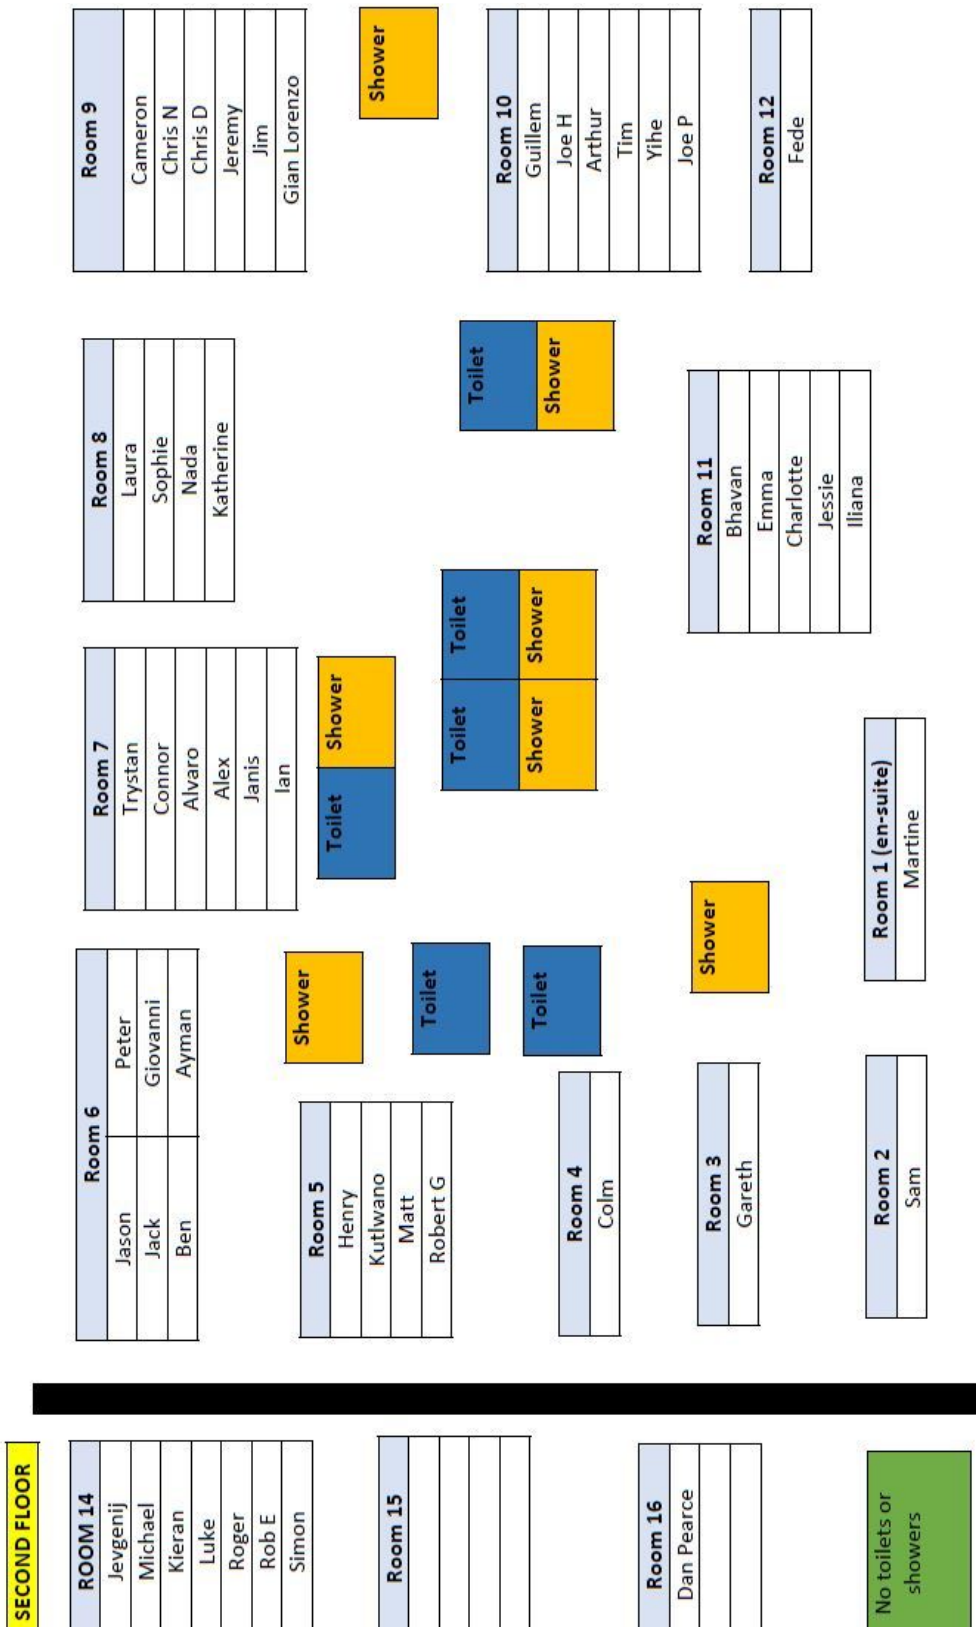 SECOND FLOOR
ROOM 14
Jevgenij
Michael
Kieran
Luke
Roger
Rob E
Simon
Room 15
Room 16
Dan Pearce
No toilets or
showers
Room 6
Jason Peter
Jack Giovanni
Ben Ayman
Room 5
Henry
Kutlwano
Matt
Robert G
Room 4
Colm
Room 3
Gareth
Room 2
Sam
Shower
Toilet
Toilet
Shower
Room 1 (en-suite)
Martine
Room 7
Trystan
Connor
Alvaro
Alex
Janis
Ian
Toilet Shower
Toilet Toilet
Shower Shower
Room 8
Laura
Sophie
Nada
Katherine
Room 11
Bhavan
Emma
Charlotte
Jessie
Iliana
Toilet
Shower
Room 9
Cameron
Chris N
Chris D
Jeremy
Jim
Gian Lorenzo
Shower
Room 10
Guillem
Joe H
Arthur
Tim
Yihe
Joe P
Room 12
Fede